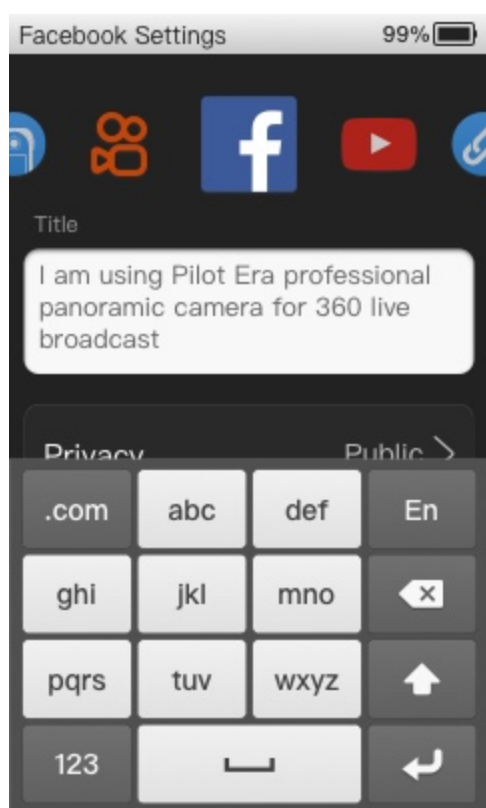 Facebook Settings 99%
Title
I am using Pilot Era professional
panoramic camera for 360 live
broadcast
Privacy Public
.com abc def En
ghi jkl mno
pqrs tuv wxyz
123